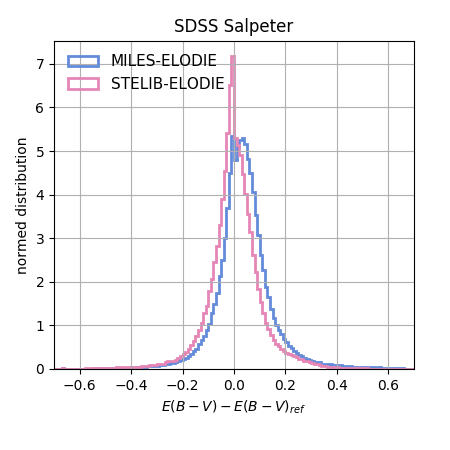 SDSS Salpeter
MILES-ELODIE
STELIB-ELODIE
normed distribution
7
6
5
4
3
2
1
0
−0.6 −0.4 −0.2 0.0 0.2 0.4 0.6
E(B − V) − E(B − V)ref